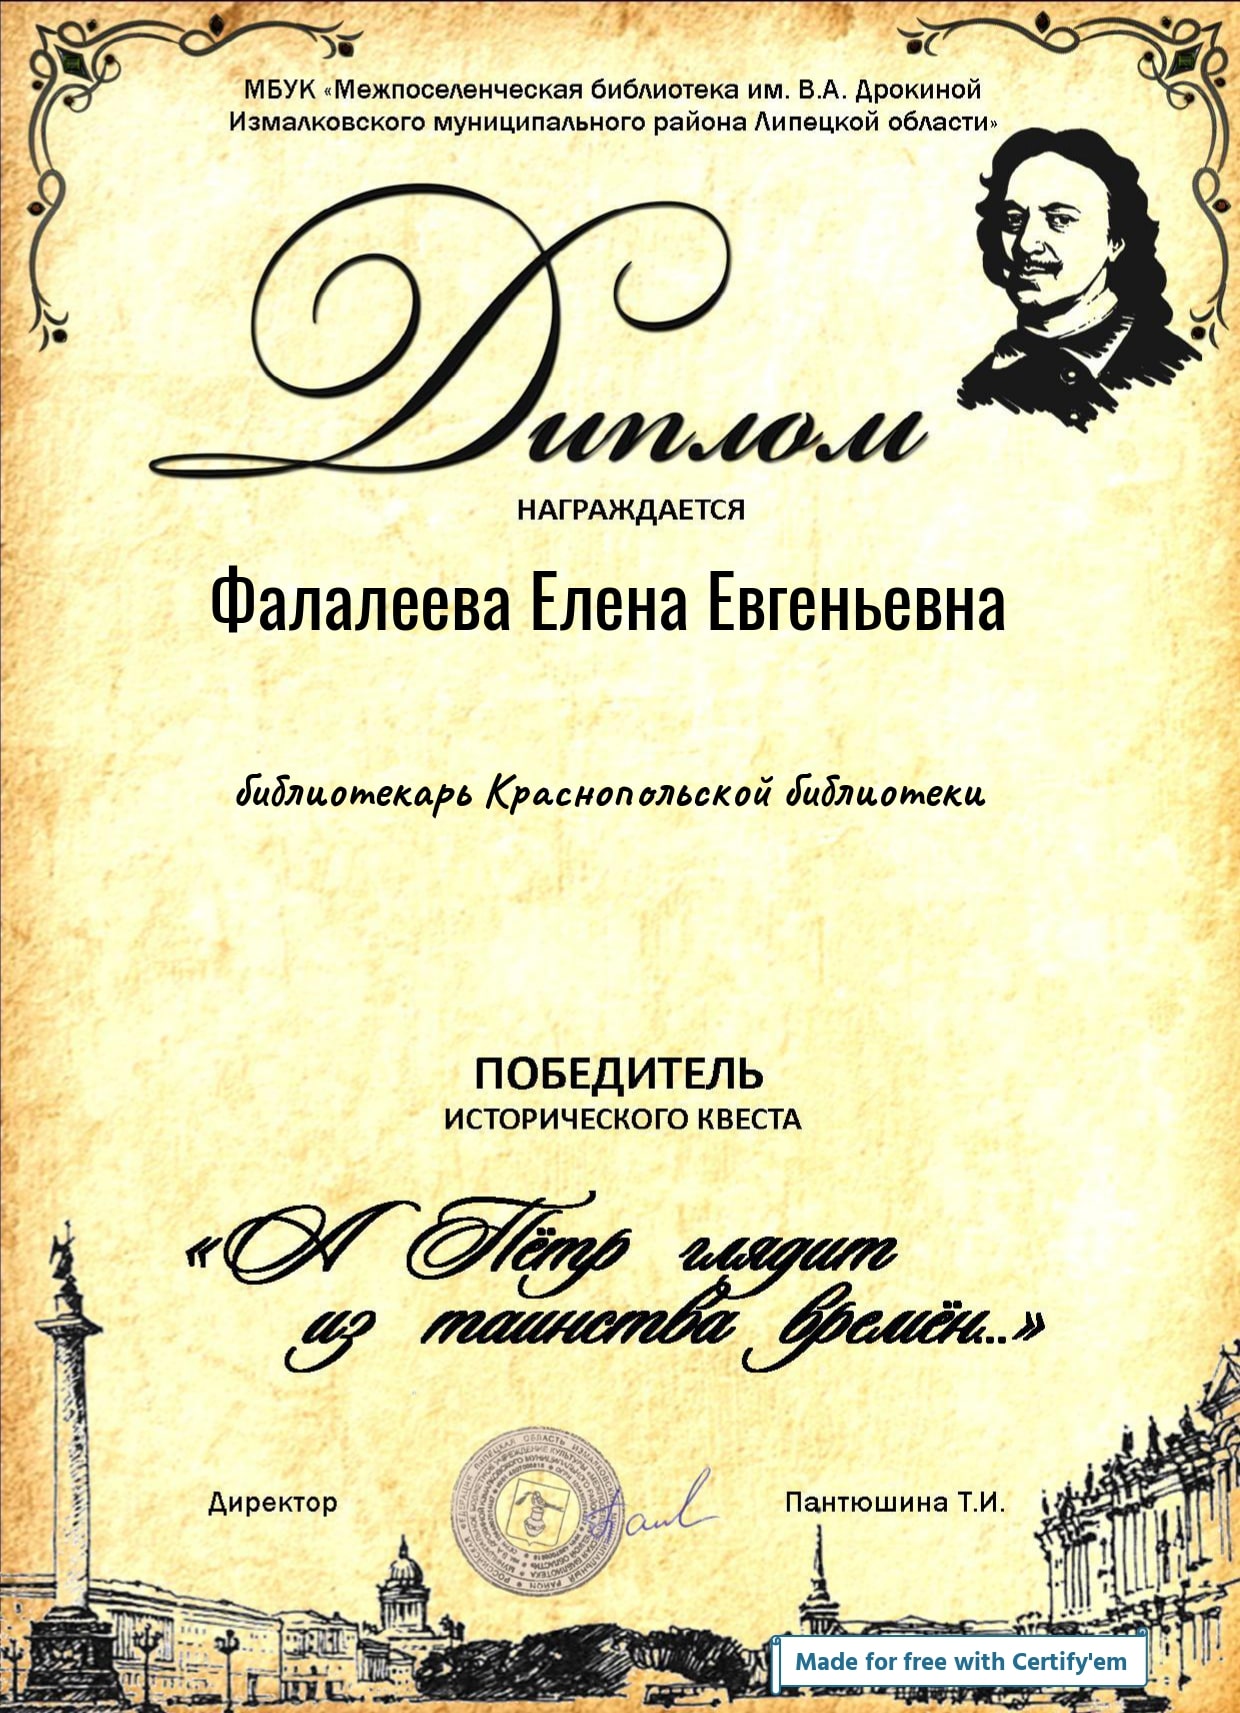 МБУК «Межпоселенческая библиотека им. В.А. Дрокиной
Измалковского муниципального района Липецкой области»
Диплом
НАГРАЖДАЕТСЯ
Фалалеева Елена Евгеньевна
библиотекарь Краснопольской библиотеки
ПОБЕДИТЕЛЬ
ИСТОРИЧЕСКОГО КВЕСТА
«А Пётр глядит
из таинства времён...»
Директор
Пантюшина Т.И.
Made for free with Certify'em